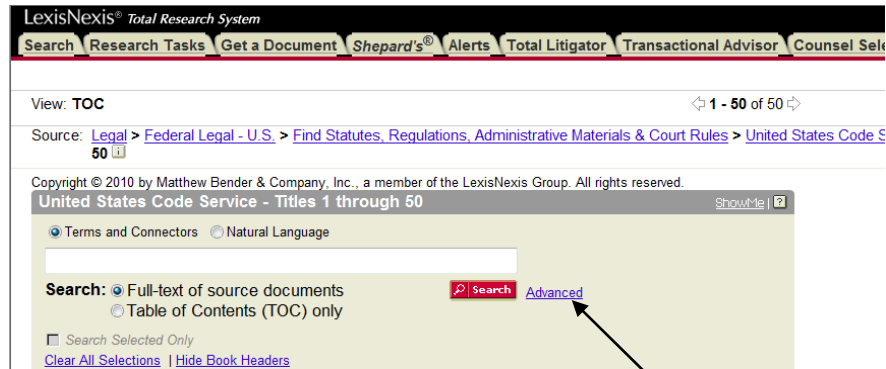 LexisNexis® Total Research System
Search Research Tasks Get a Document Shepard's® Alerts Total Litigator Transactional Advisor Counsel Sele
View: TOC 1 - 50 of 50
Source: Legal > Federal Legal - U.S. > Find Statutes, Regulations, Administrative Materials & Court Rules > United States Code S
50 i
Copyright © 2010 by Matthew Bender & Company, Inc., a member of the LexisNexis Group. All rights reserved.
United States Code Service - Titles 1 through 50 ShowMe | ?
Terms and Connectors Natural Language
Search: Full-text of source documents Search Advanced
Table of Contents (TOC) only
Search Selected Only
Clear All Selections | Hide Book Headers